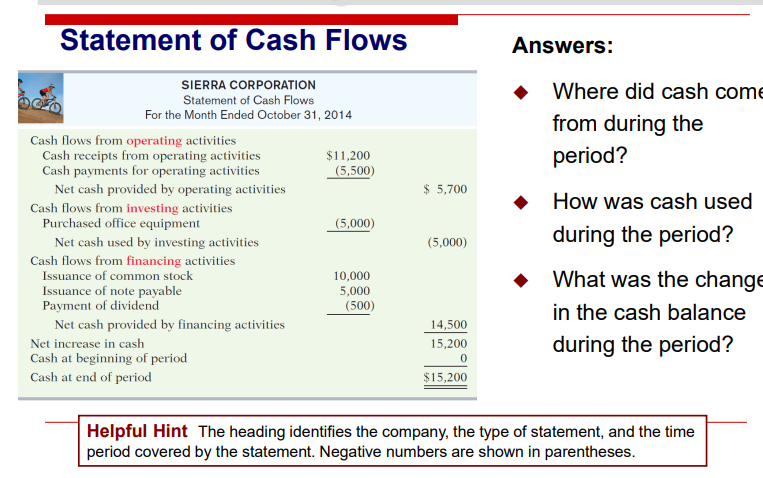 Statement of Cash Flows
SIERRA CORPORATION
Statement of Cash Flows
For the Month Ended October 31, 2014
Cash flows from operating activities
Cash receipts from operating activities $11,200
Cash payments for operating activities (5,500)
Net cash provided by operating activities $ 5,700
Cash flows from investing activities
Purchased office equipment (5,000)
Net cash used by investing activities (5,000)
Cash flows from financing activities
Issuance of common stock 10,000
Issuance of note payable 5,000
Payment of dividend (500)
Net cash provided by financing activities 14,500
Net increase in cash 15,200
Cash at beginning of period 0
Cash at end of period $15,200
Answers:
Where did cash come
from during the
period?
How was cash used
during the period?
What was the change
in the cash balance
during the period?
Helpful Hint The heading identifies the company, the type of statement, and the time
period covered by the statement. Negative numbers are shown in parentheses.